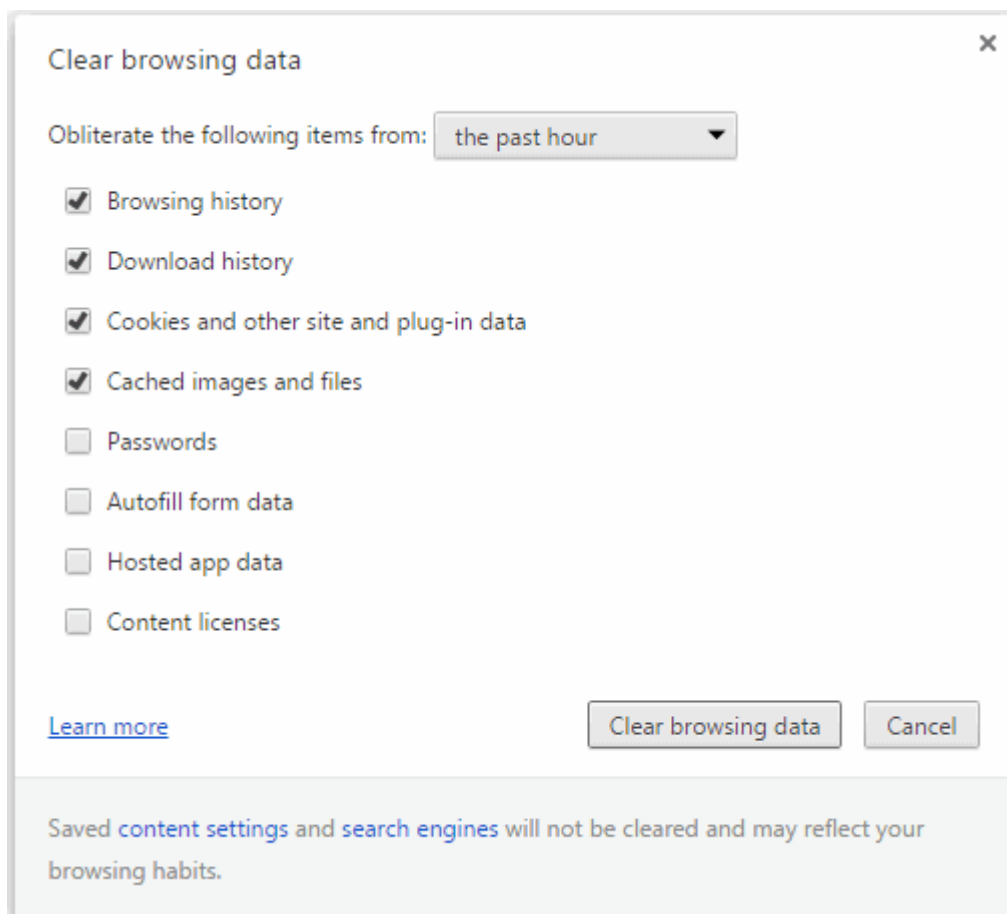 Clear browsing data
Obliterate the following items from: the past hour
Browsing history
Download history
Cookies and other site and plug-in data
Cached images and files
Passwords
Autofill form data
Hosted app data
Content licenses
Learn more Clear browsing data Cancel
Saved content settings and search engines will not be cleared and may reflect your
browsing habits.